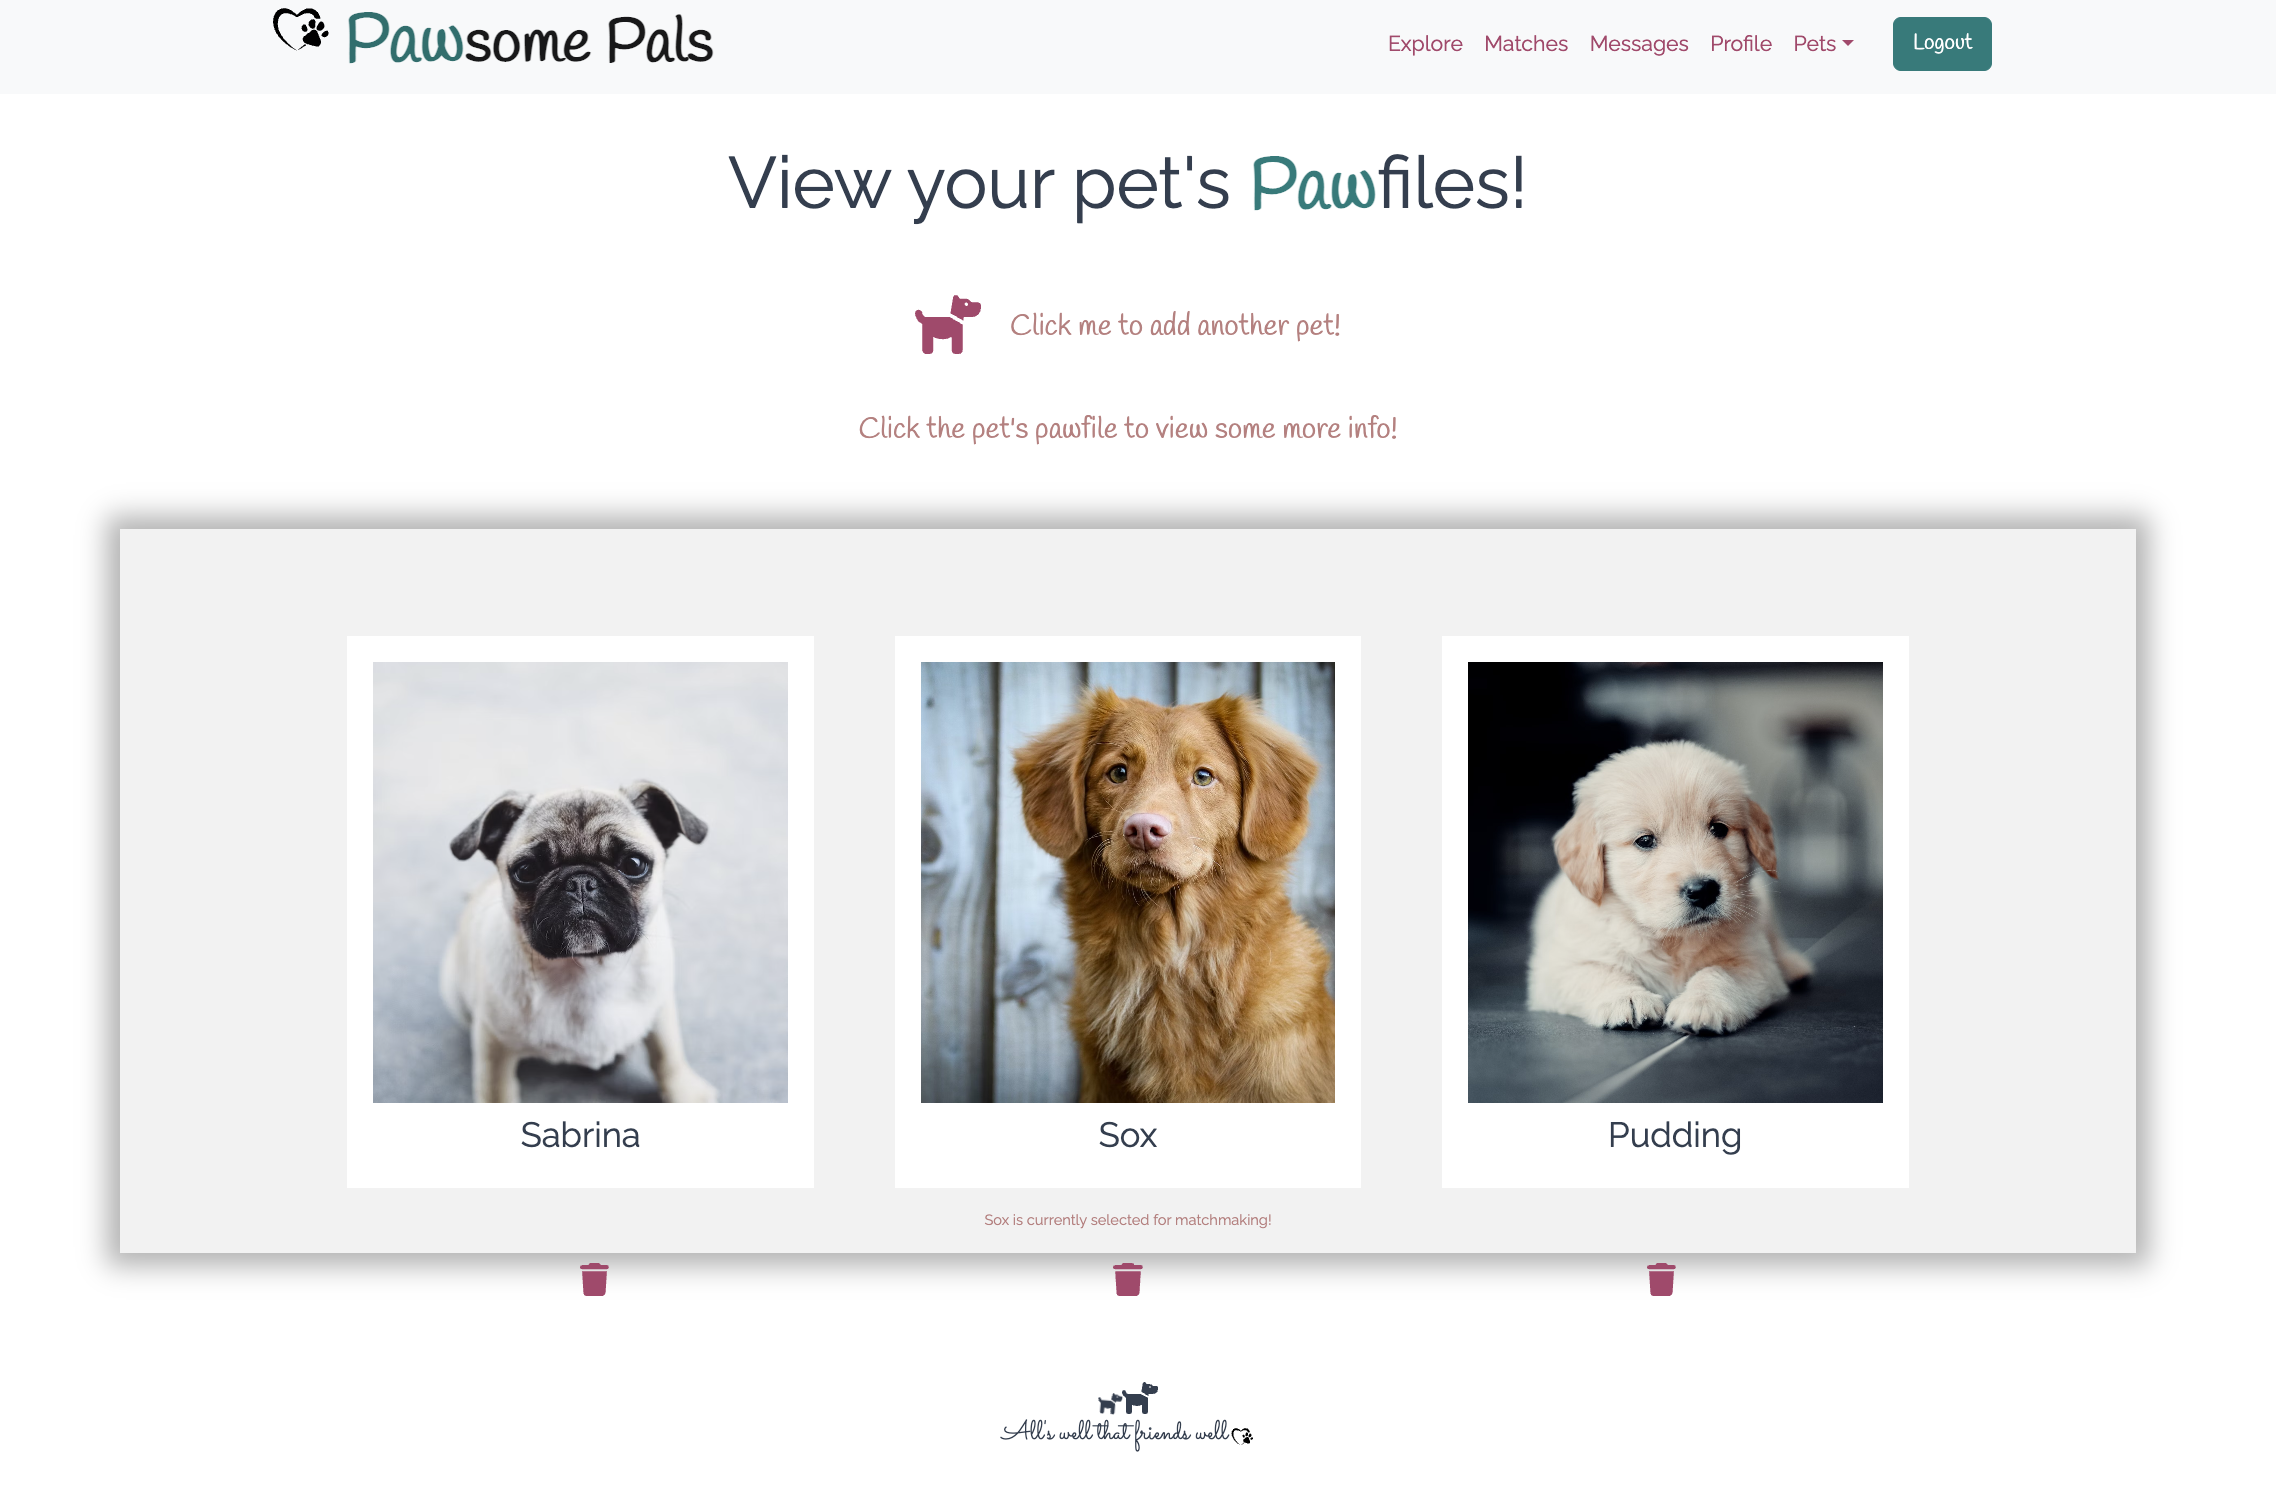 Pawsome Pals
Explore Matches Messages Profile Pets Logout
View your pet's Pawfiles!
Click me to add another pet!
Click the pet's pawfile to view some more info!
Sabrina Sox Pudding
Sox is currently selected for matchmaking!
All's well that friends well